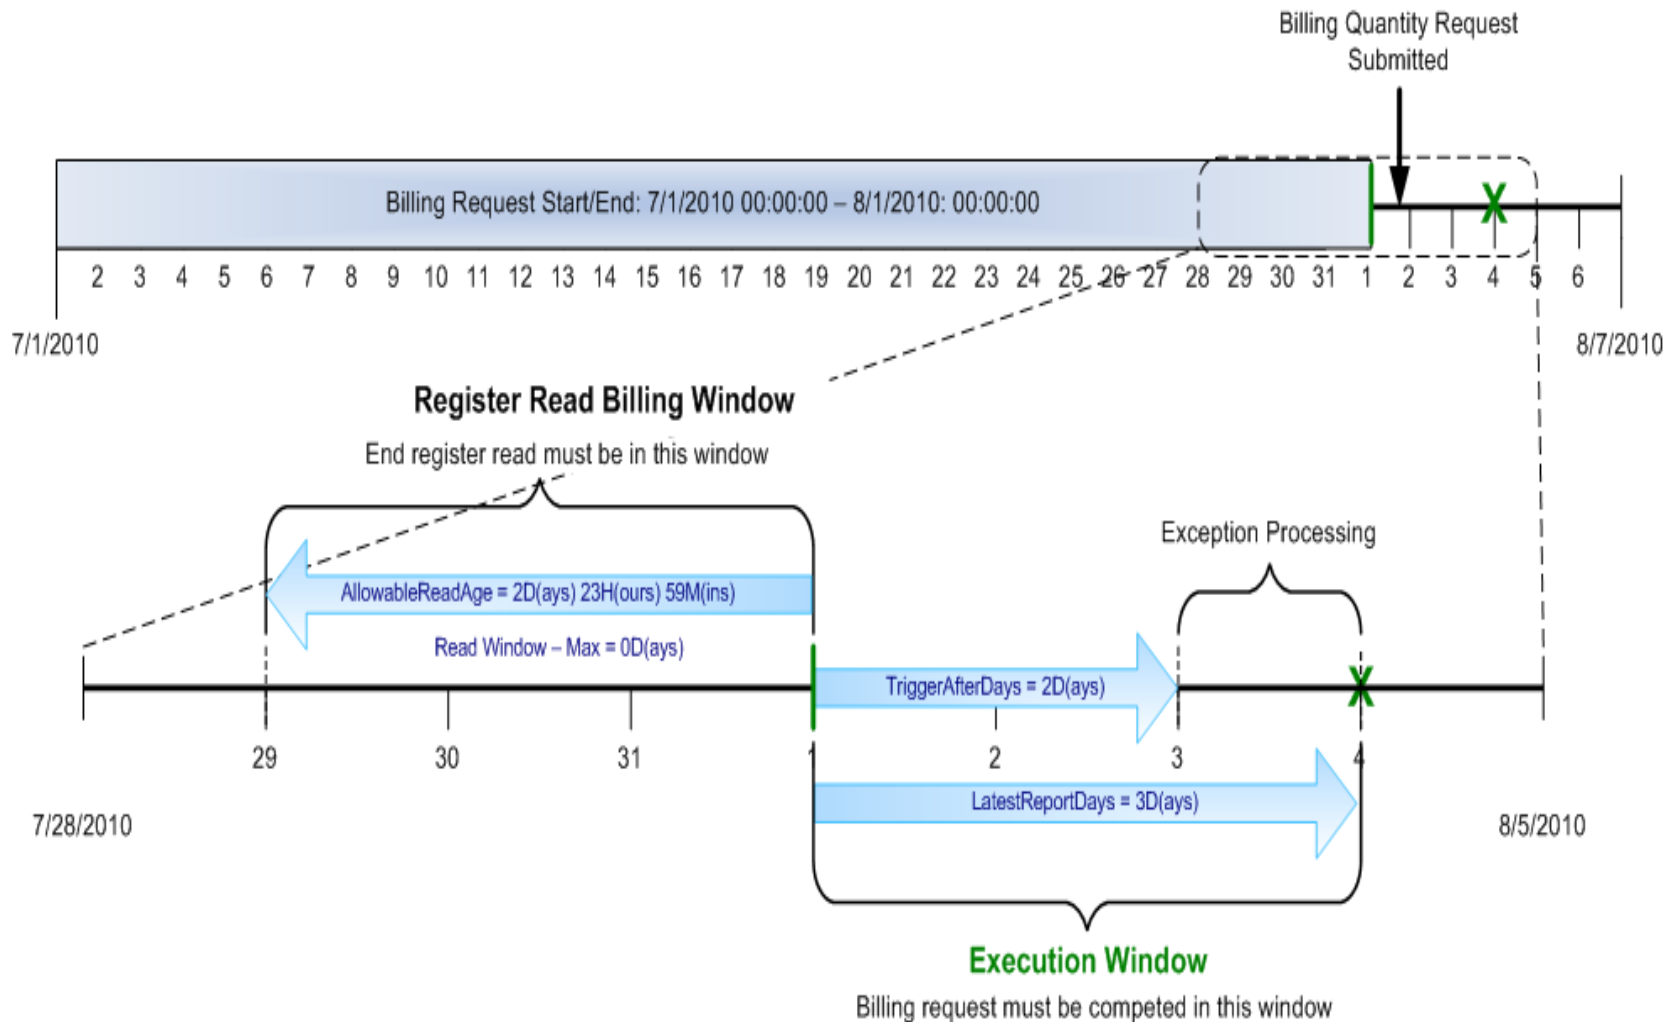 Billing Quantity Request
Submitted
Billing Request Start/End: 7/1/2010 00:00:00 – 8/1/2010: 00:00:00
2 3 4 5 6 7 8 9 10 11 12 13 14 15 16 17 18 19 20 21 22 23 24 25 26 27 28 29 30 31 1 2 3 4 5 6
7/1/2010
8/7/2010
Register Read Billing Window
End register read must be in this window
Exception Processing
AllowableReadAge = 2D(ays) 23H(ours) 59M(ins)
Read Window – Max = 0D(ays)
TriggerAfterDays = 2D(ays)
29 30 31 1 2 3 4
LatestReportDays = 3D(ays)
7/28/2010
8/5/2010
Execution Window
Billing request must be competed in this window